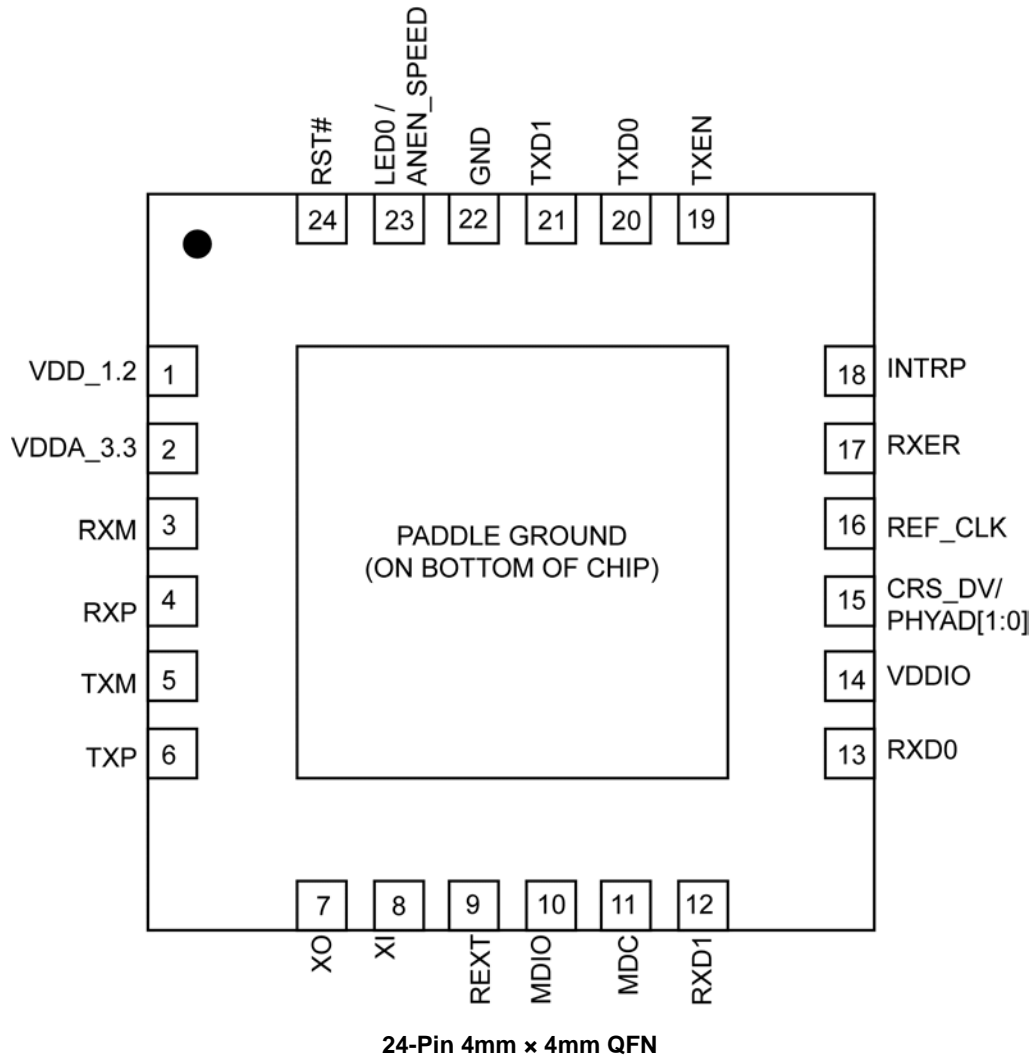 RST#
LED0 /
ANEN_SPEED
GND
TXD1
TXD0
TXEN
24
23
22
21
20
19
VDD_1.2
1
VDDA_3.3
2
RXM
3
RXP
4
TXM
5
TXP
6
PADDLE GROUND
(ON BOTTOM OF CHIP)
18
INTRP
17
RXER
16
REF_CLK
15
CRS_DV/
PHYAD[1:0]
14
VDDIO
13
RXD0
7
8
9
10
11
12
XO
XI
REXT
MDIO
MDC
RXD1
24-Pin 4mm × 4mm QFN